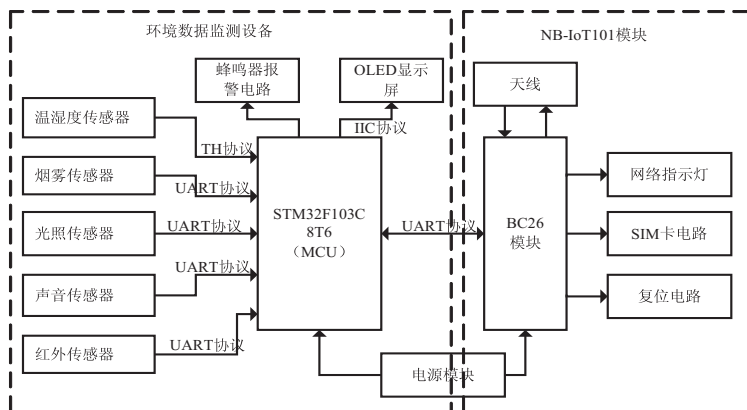 环境数据监测设备
NB-IoT101模块
蜂鸣器报
警电路
OLED显示
屏
天线
温湿度传感器
IIC协议
TH协议
烟雾传感器
UART协议
网络指示灯
STM32F103C
8T6
（MCU）
BC26
模块
光照传感器
UART协议
UART协议
SIM卡电路
UART协议
声音传感器
复位电路
红外传感器
UART协议
电源模块